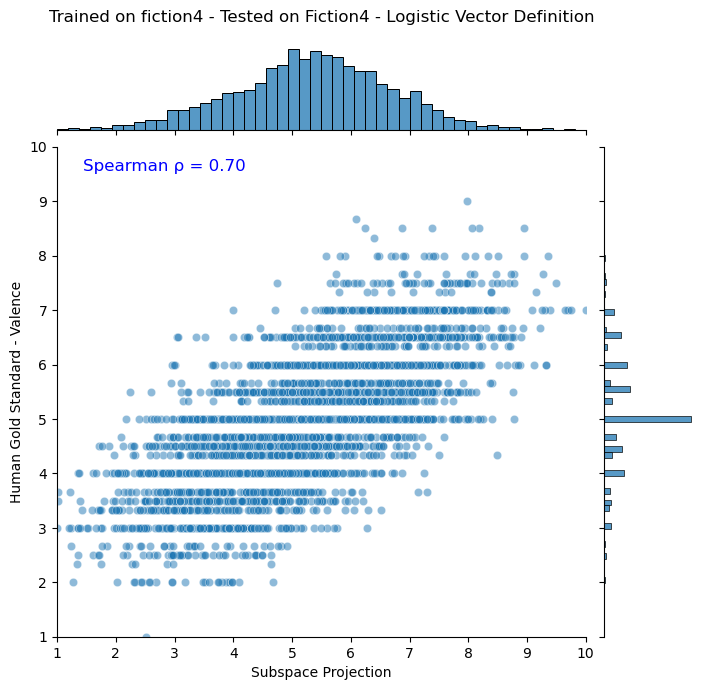 Trained on fiction4 - Tested on Fiction4 - Logistic Vector Definition
10
Spearman ρ = 0.70
9
8
7
6
5
4
3
2
1
Human Gold Standard - Valence
1 2 3 4 5 6 7 8 9 10
Subspace Projection